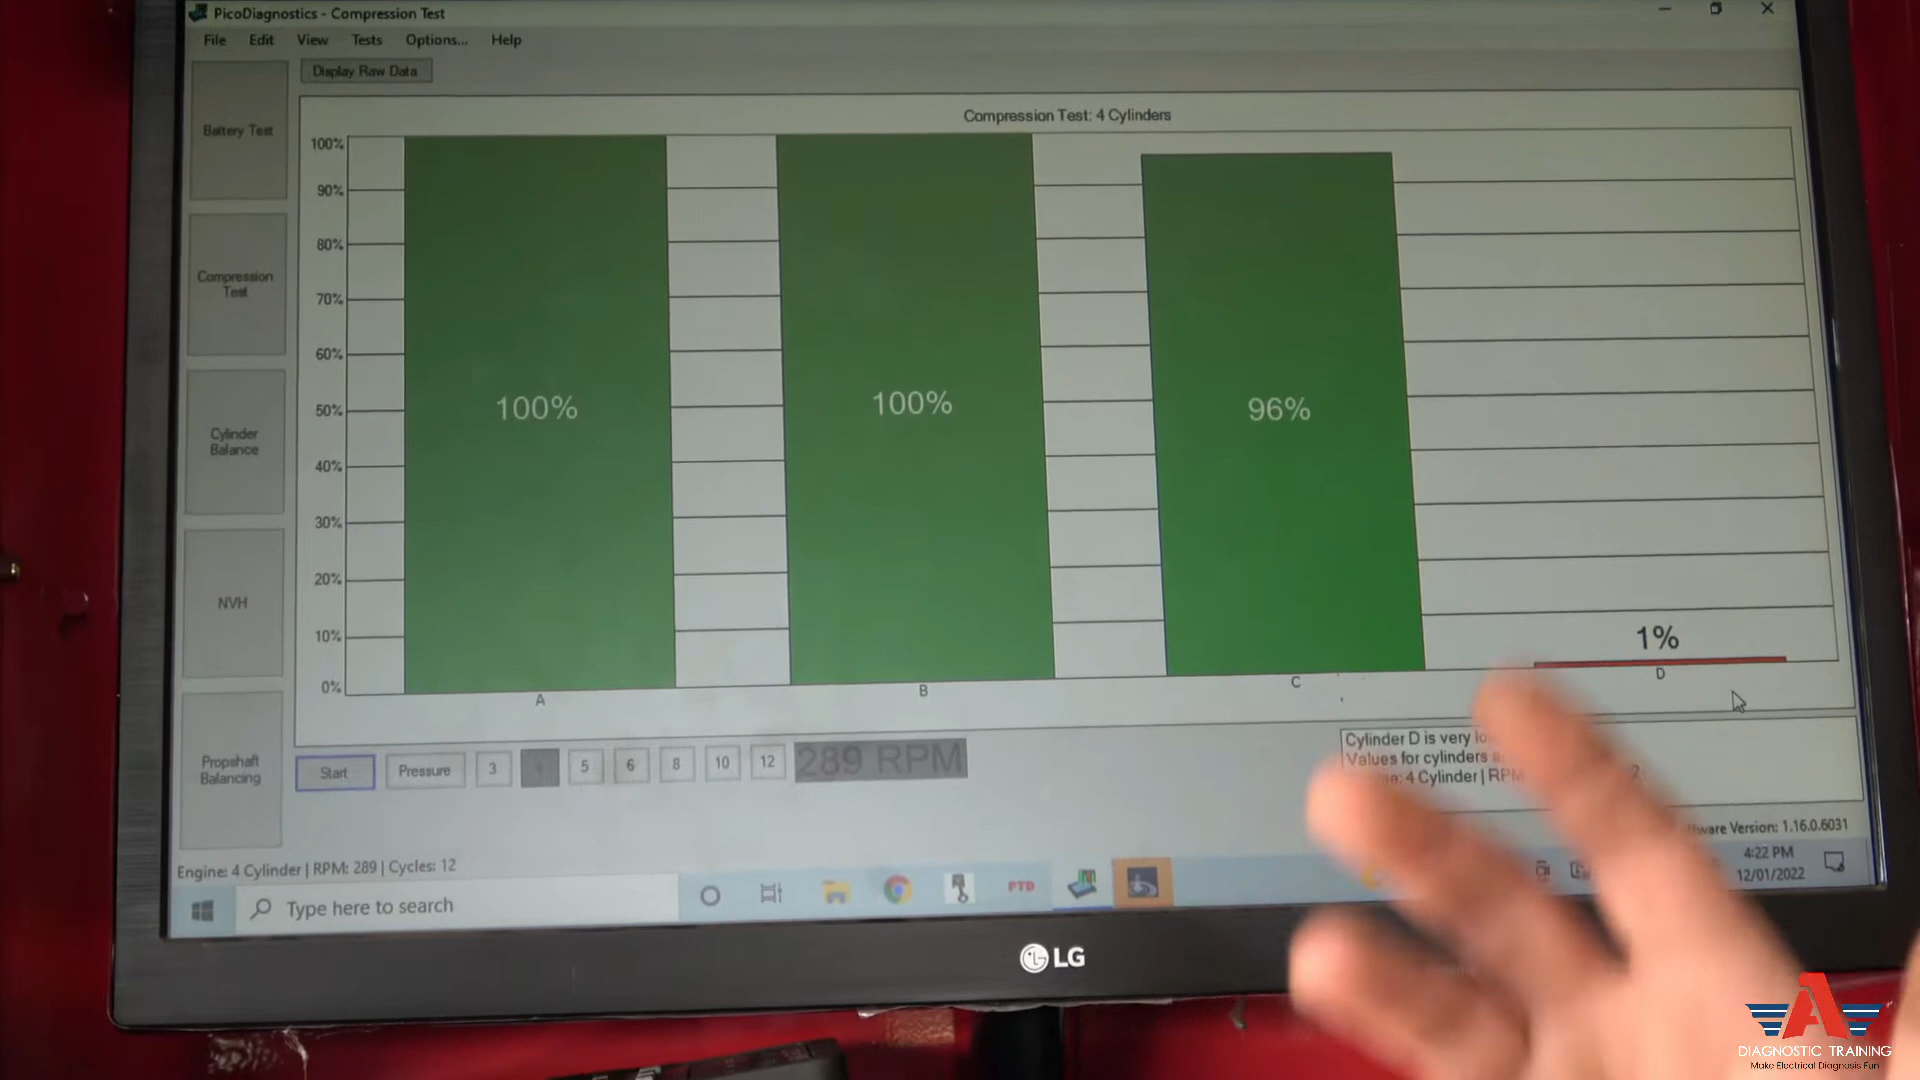 PicoDiagnostics - Compression Test
File Edit View Tests Options... Help
Display Raw Data
Battery Test
Compression
Test
Cylinder
Balance
NVH
Propshaft
Balancing
Compression Test: 4 Cylinders
100%
90%
80%
70%
60%
50%
40%
30%
20%
10%
0%
100%
100%
96%
1%
A B C D
Start Pressure 3 4 5 6 8 10 12 289 RPM
Cylinder D is very
Values for cylinders
4 Cylinder | RPM
Version: 1.16.0.6031
Engine: 4 Cylinder | RPM: 289 | Cycles: 12
Type here to search
PTD
4:22 PM
12/01/2022
LG
A
DIAGNOSTIC TRAINING
Make Electrical Diagnosis Fun